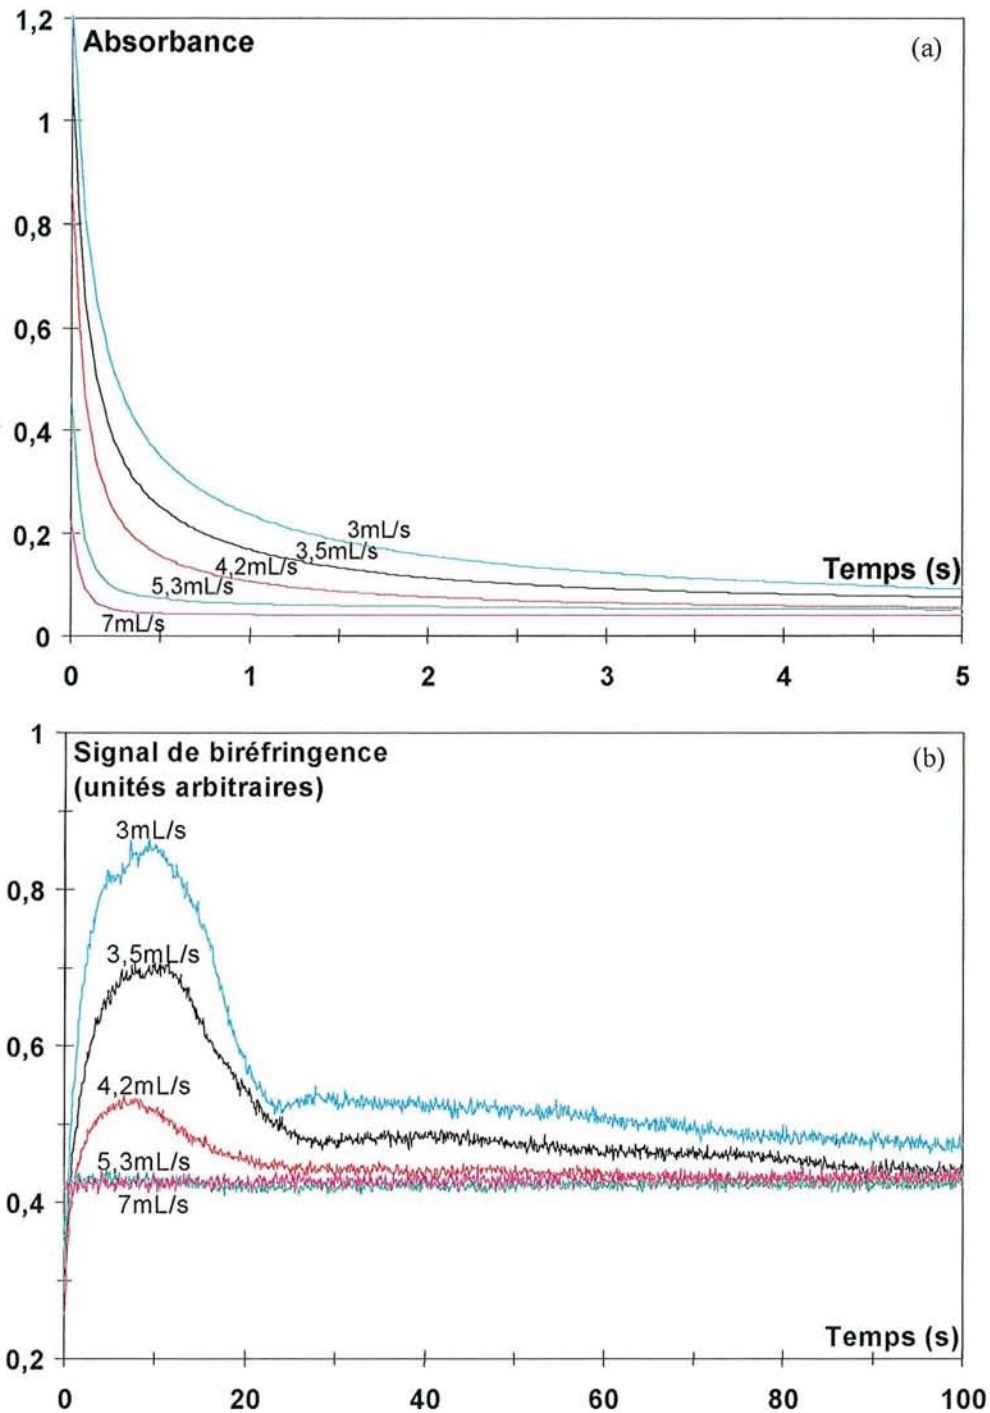 1,2
Absorbance
(a)
1
0,8
0,6
0,4
0,2
0
3mL/s
3,5mL/s
4,2mL/s
5,3mL/s
7mL/s
Temps (s)
0 1 2 3 4 5
1
Signal de biréfringence
(unités arbitraires)
(b)
3mL/s
0,8
3,5mL/s
0,6
4,2mL/s
5,3mL/s
0,4
7mL/s
Temps (s)
0,2
0 20 40 60 80 100